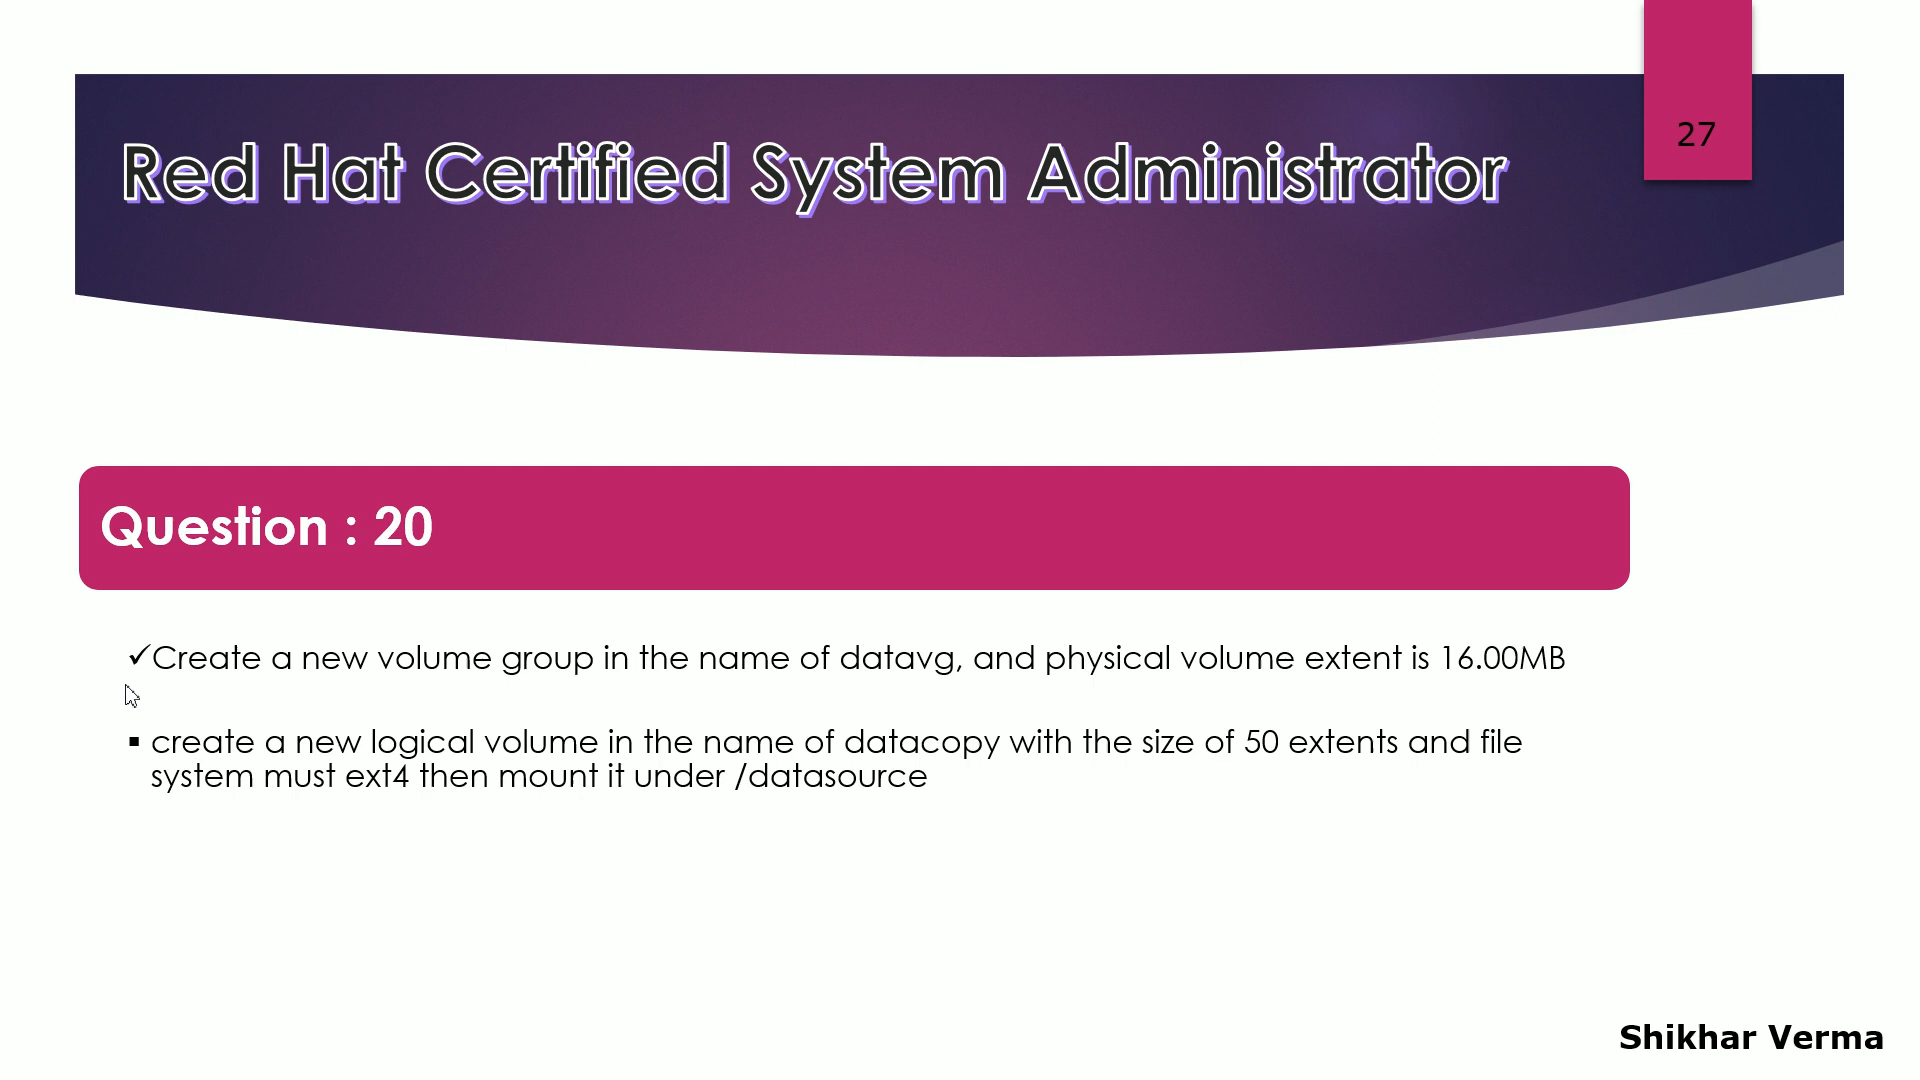 27
Red Hat Certified System Administrator
Question : 20
✓Create a new volume group in the name of datavg, and physical volume extent is 16.00MB
▪ create a new logical volume in the name of datacopy with the size of 50 extents and file
system must ext4 then mount it under /datasource
Shikhar Verma